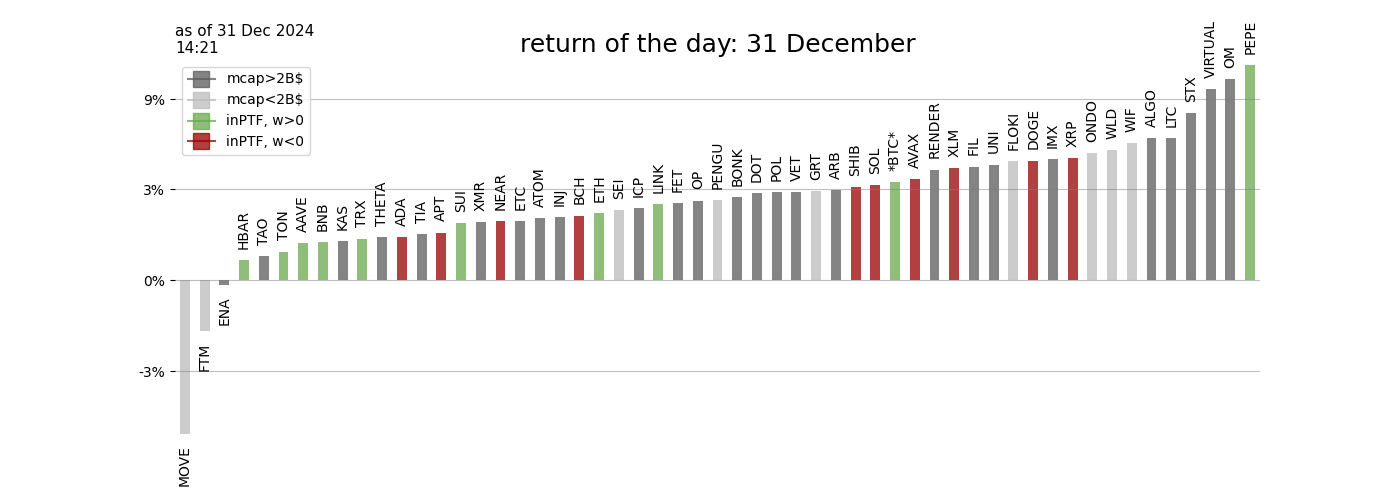 as of 31 Dec 2024
14:21
return of the day: 31 December
mcap>2B$
mcap<2B$
inPTF, w>0
inPTF, w<0
9%
3%
0%
-3%
MOVE
FTM
ENA
HBAR
TAO
TON
AAVE
BNB
KAS
TRX
THETA
ADA
TIA
APT
SUI
XMR
NEAR
ETC
ATOM
INJ
BCH
ETH
SEI
ICP
LINK
FET
OP
PENGU
BONK
DOT
POL
VET
GRT
ARB
SHIB
SOL
*BTC*
AVAX
RENDER
XLM
FIL
UNI
FLOKI
DOGE
IMX
XRP
ONDO
WLD
WIF
ALGO
LTC
STX
VIRTUAL
OM
PEPE